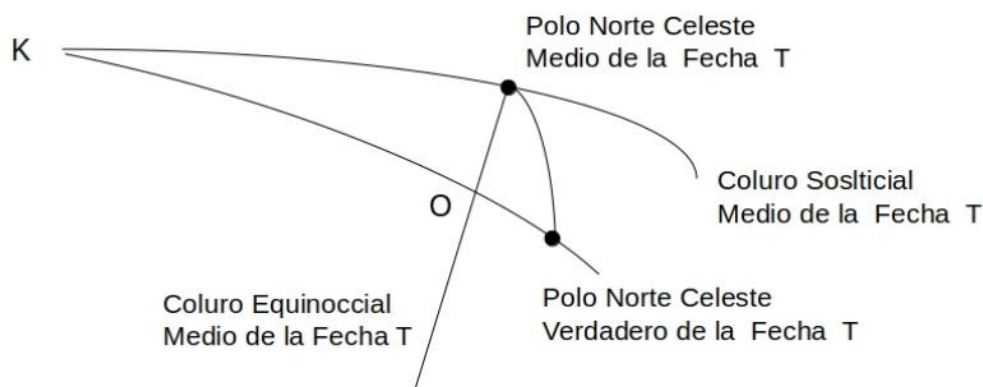 K
Polo Norte Celeste
Medio de la Fecha T
O
Coluro Soslticial
Medio de la Fecha T
Coluro Equinoccial
Medio de la Fecha T
Polo Norte Celeste
Verdadero de la Fecha T